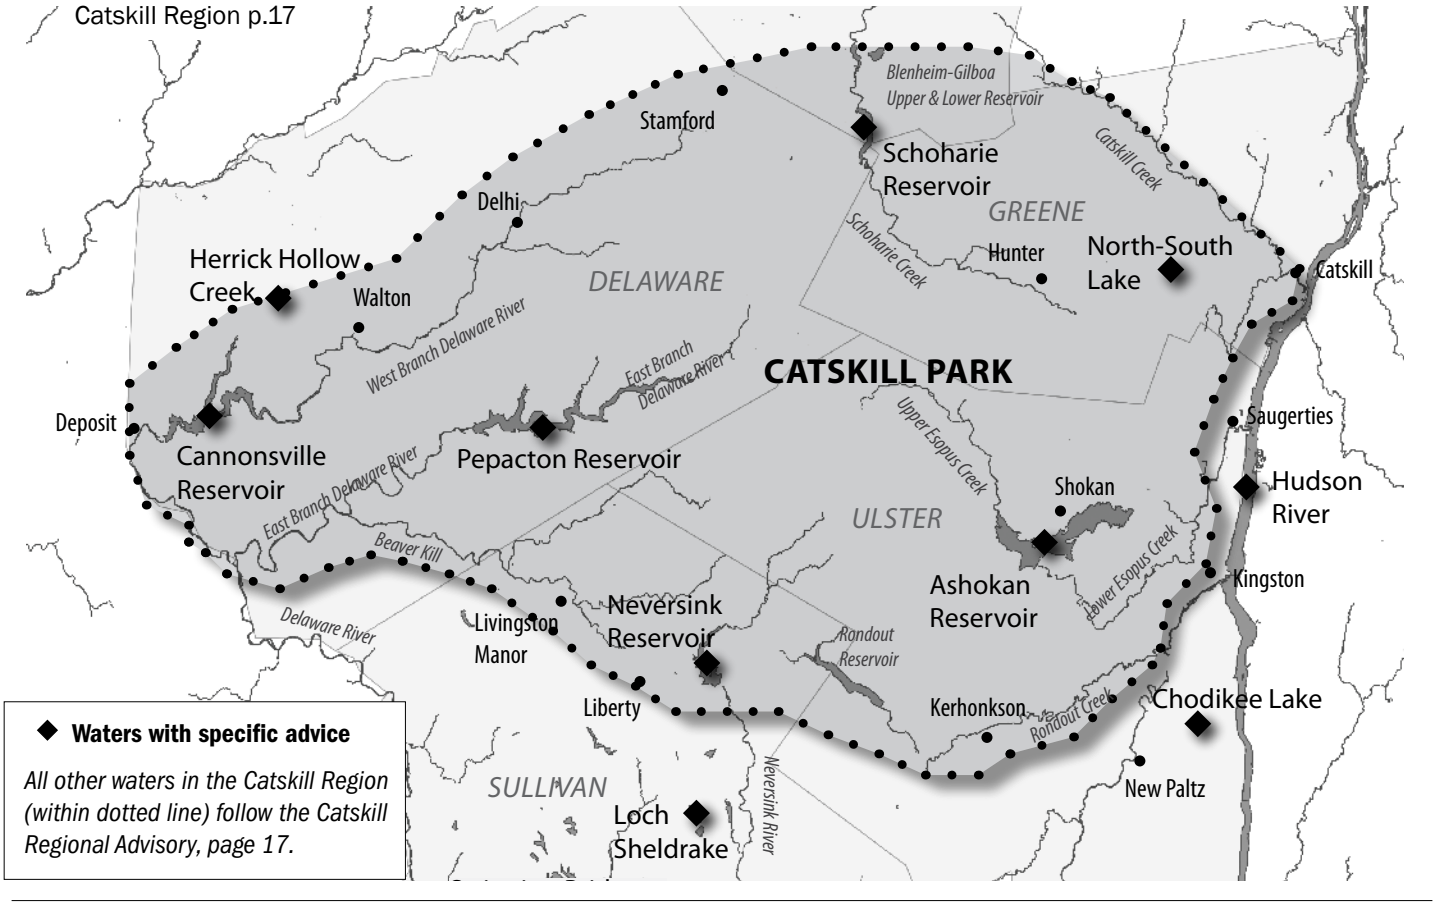 Catskill Region p.17
Blenheim-Gilboa
Upper & Lower Reservoir
Stamford
Catskill Creek
Schoharie
Reservoir
Delhi
GREENE
Schoharie Creek
Hunter
North-South
Lake
Catskill
Herrick Hollow
Creek
DELAWARE
Walton
West Branch Delaware River
East Branch
Delaware River
CATSKILL PARK
Deposit
Upper Esopus Creek
Saugerties
Cannonsville
Reservoir
Pepacton Reservoir
East Branch Delaware River
Hudson
River
Shokan
ULSTER
Beaver Kill
Lower Esopus Creek
Kingston
Ashokan
Reservoir
Neversink
Reservoir
Delaware River
Livingston
Manor
Rondout
Reservoir
Liberty
Kerhonkson
Rondout Creek
Chodikee Lake
New Paltz
SULLIVAN
Neversink River
Loch
Sheldrake
Waters with specific advice
All other waters in the Catskill Region
(within dotted line) follow the Catskill
Regional Advisory, page 17.